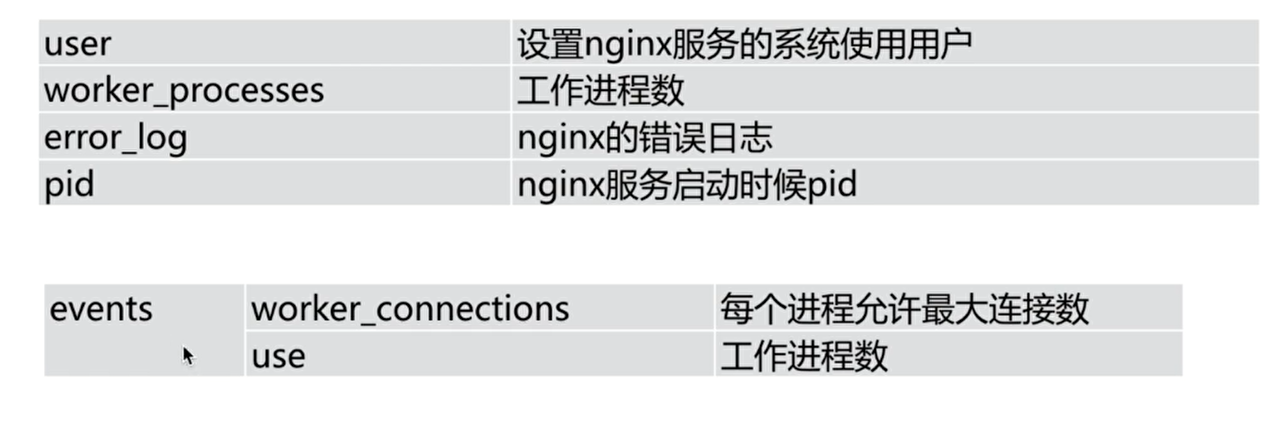 user 设置nginx服务的系统使用用户
worker_processes 工作进程数
error_log nginx的错误日志
pid nginx服务启动时候pid
events worker_connections 每个进程允许最大连接数
use 工作进程数